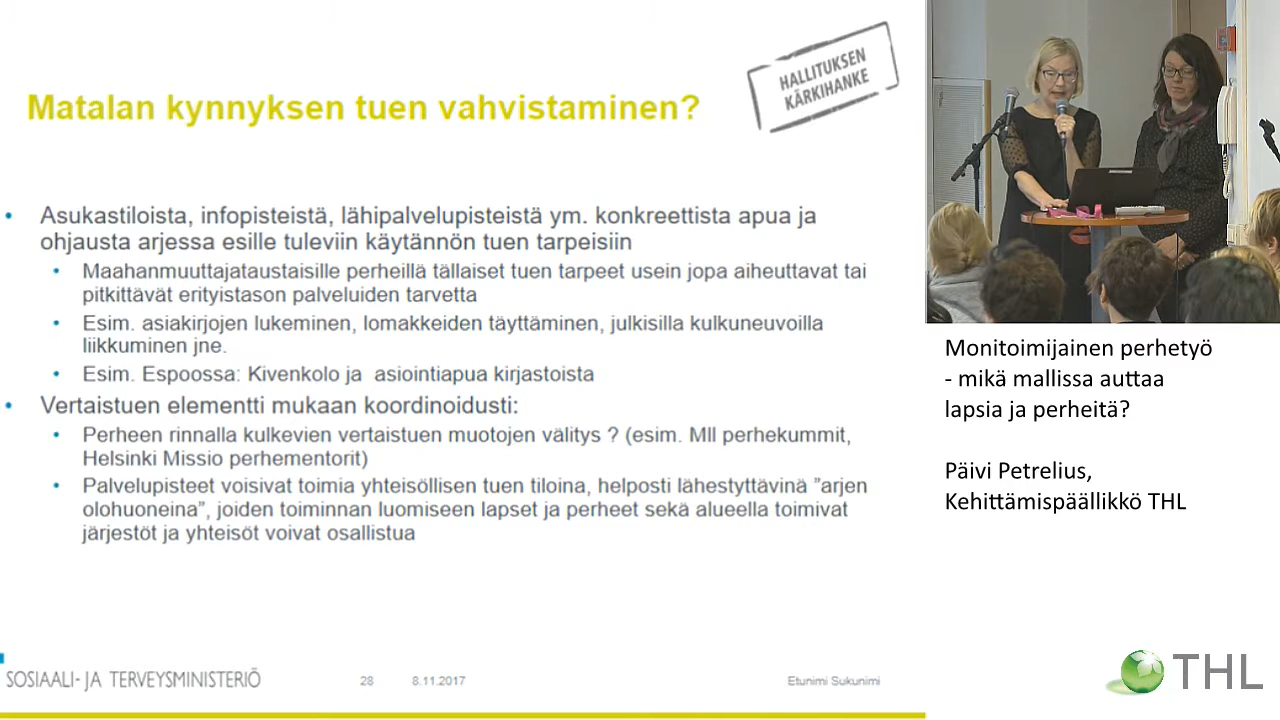 HALLITUKSEN
KÄRKIHANKE
Matalan kynnyksen tuen vahvistaminen?
• Asukastiloista, infopisteistä, lähipalvelupisteistä ym. konkreettista apua ja
ohjausta arjessa esille tuleviin käytännön tuen tarpeisiin
• Maahanmuuttajataustaisille perheillä tällaiset tuen tarpeet usein jopa aiheuttavat tai
pitkittävät erityistason palveluiden tarvetta
• Esim. asiakirjojen lukeminen, lomakkeiden täyttäminen, julkisilla kulkuneuvoilla
liikkuminen jne.
• Esim. Espoossa: Kivenkolo ja asiointiapua kirjastoista
• Vertaistuen elementti mukaan koordinoidusti:
• Perheen rinnalla kulkevien vertaistuen muotojen välitys ? (esim. Mll perhekummit,
Helsinki Missio perhementorit)
• Palvelupisteet voisivat toimia yhteisöllisen tuen tiloina, helposti lähestyttävinä ”arjen
olohuoneina”, joiden toiminnan luomiseen lapset ja perheet sekä alueella toimivat
järjestöt ja yhteisöt voivat osallistua
SOSIAALI- JA TERVEYSMINISTERIÖ
28
8.11.2017
Etunimi Sukunimi
Monitoimijainen perhetyö
- mikä mallissa auttaa
lapsia ja perheitä?
Päivi Petrelius,
Kehittämispäällikkö THL
THL